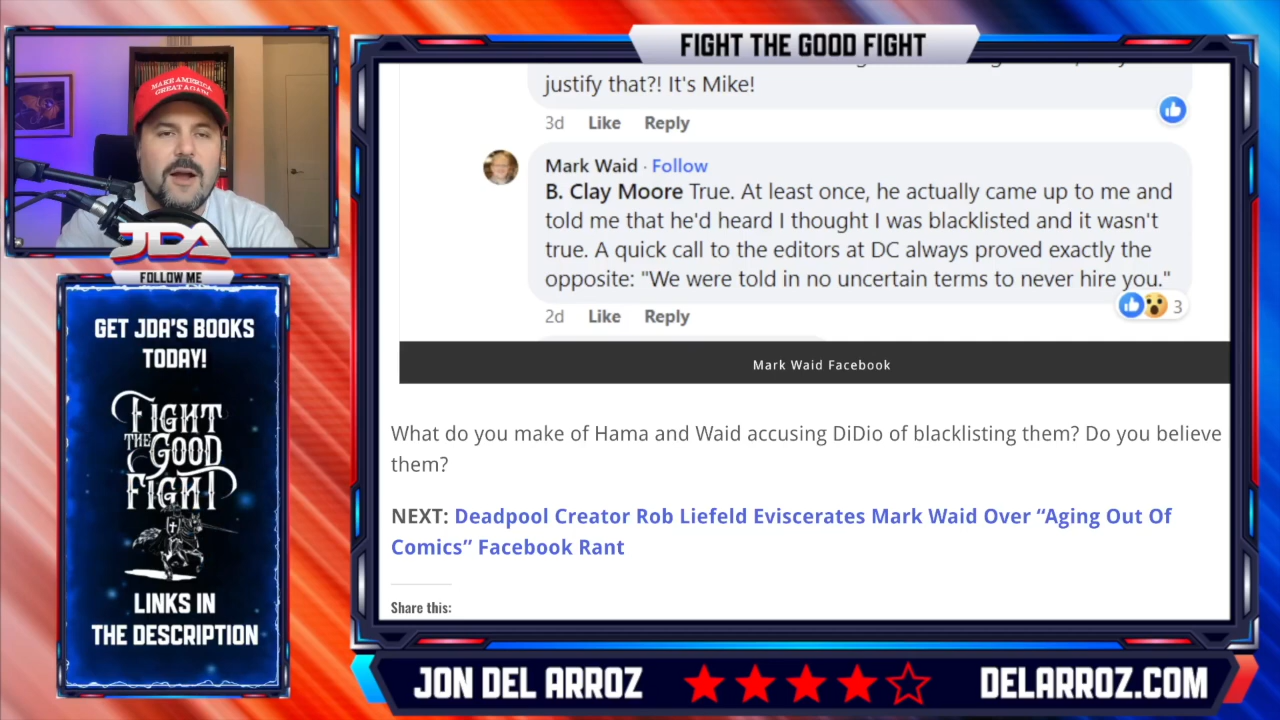 MAKE AMERICA
GREAT AGAIN
JDA
FOLLOW ME
GET JDA'S BOOKS
TODAY!
FIGHT
THE GOOD
FIGHT
LINKS IN
THE DESCRIPTION
FIGHT THE GOOD FIGHT
justify that?! It's Mike!
3d Like Reply
Mark Waid · Follow
B. Clay Moore True. At least once, he actually came up to me and
told me that he'd heard I thought I was blacklisted and it wasn't
true. A quick call to the editors at DC always proved exactly the
opposite: "We were told in no uncertain terms to never hire you."
3
2d Like Reply
Mark Waid Facebook
What do you make of Hama and Waid accusing DiDio of blacklisting them? Do you believe
them?
NEXT: Deadpool Creator Rob Liefeld Eviscerates Mark Waid Over “Aging Out Of
Comics” Facebook Rant
Share this:
JON DEL ARROZ
DELARROZ.COM